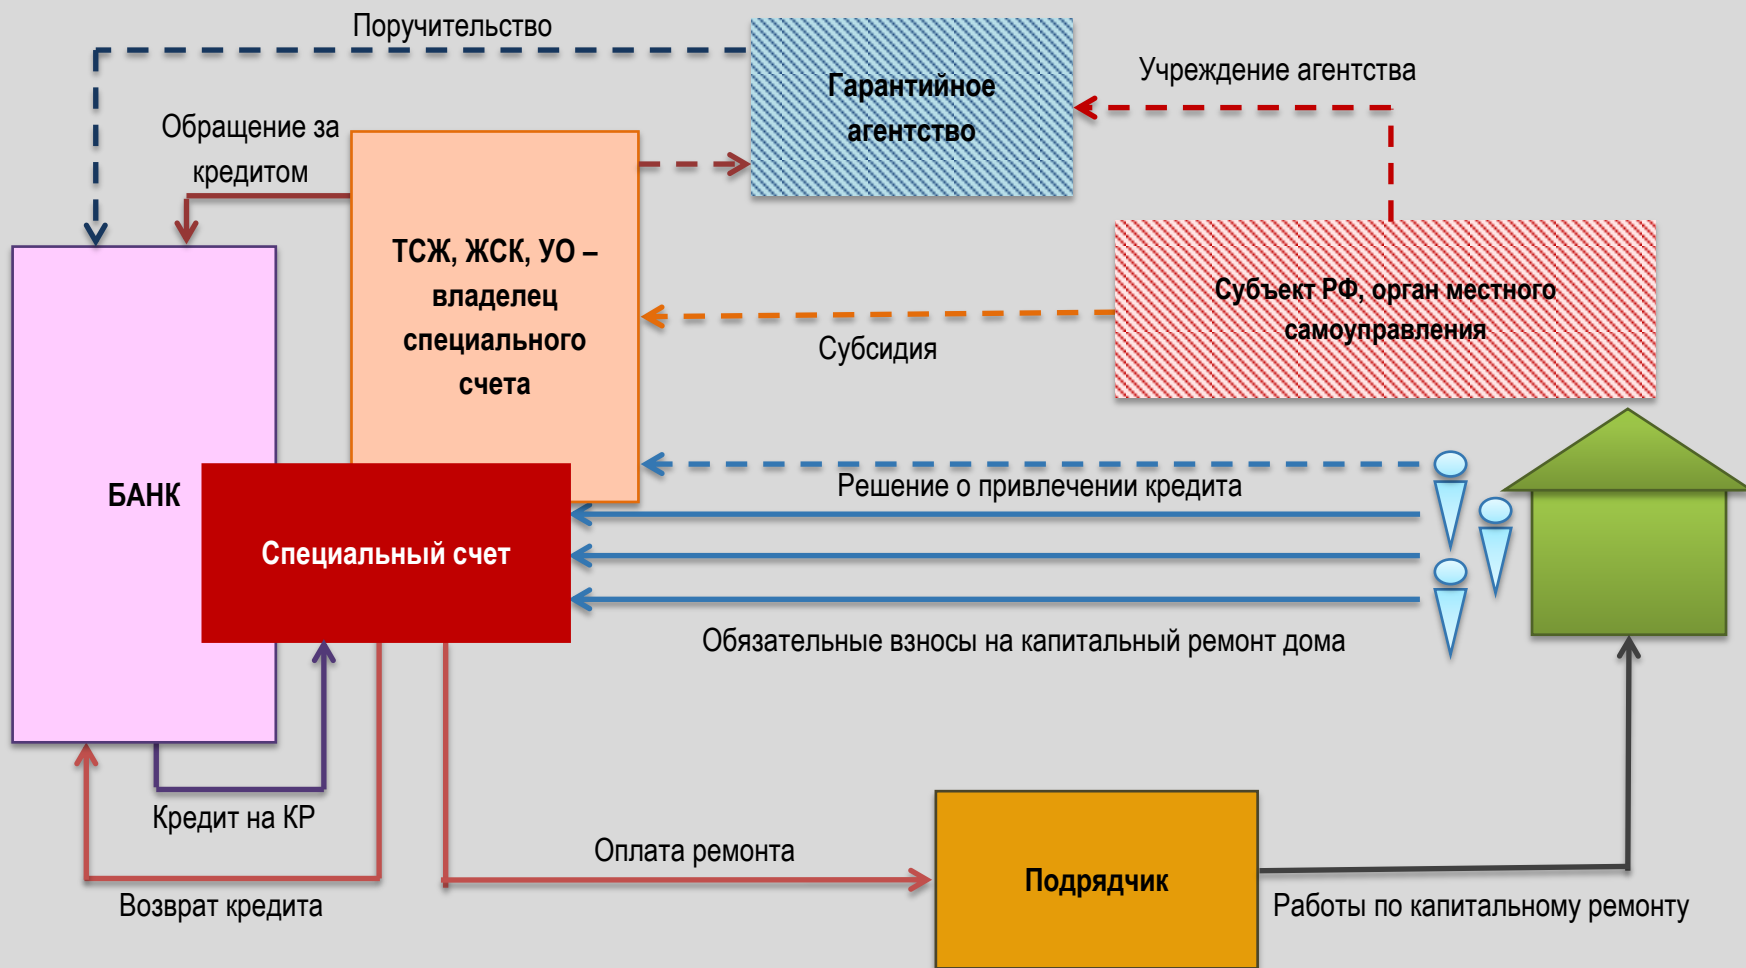 Поручительство
Гарантийное
агентство
Учреждение агентства
Обращение за
кредитом
ТСЖ, ЖСК, УО –
владелец
специального
счета
Субъект РФ, орган местного
самоуправления
Субсидия
БАНК
Решение о привлечении кредита
Специальный счет
Обязательные взносы на капитальный ремонт дома
Кредит на КР
Оплата ремонта
Подрядчик
Возврат кредита
Работы по капитальному ремонту